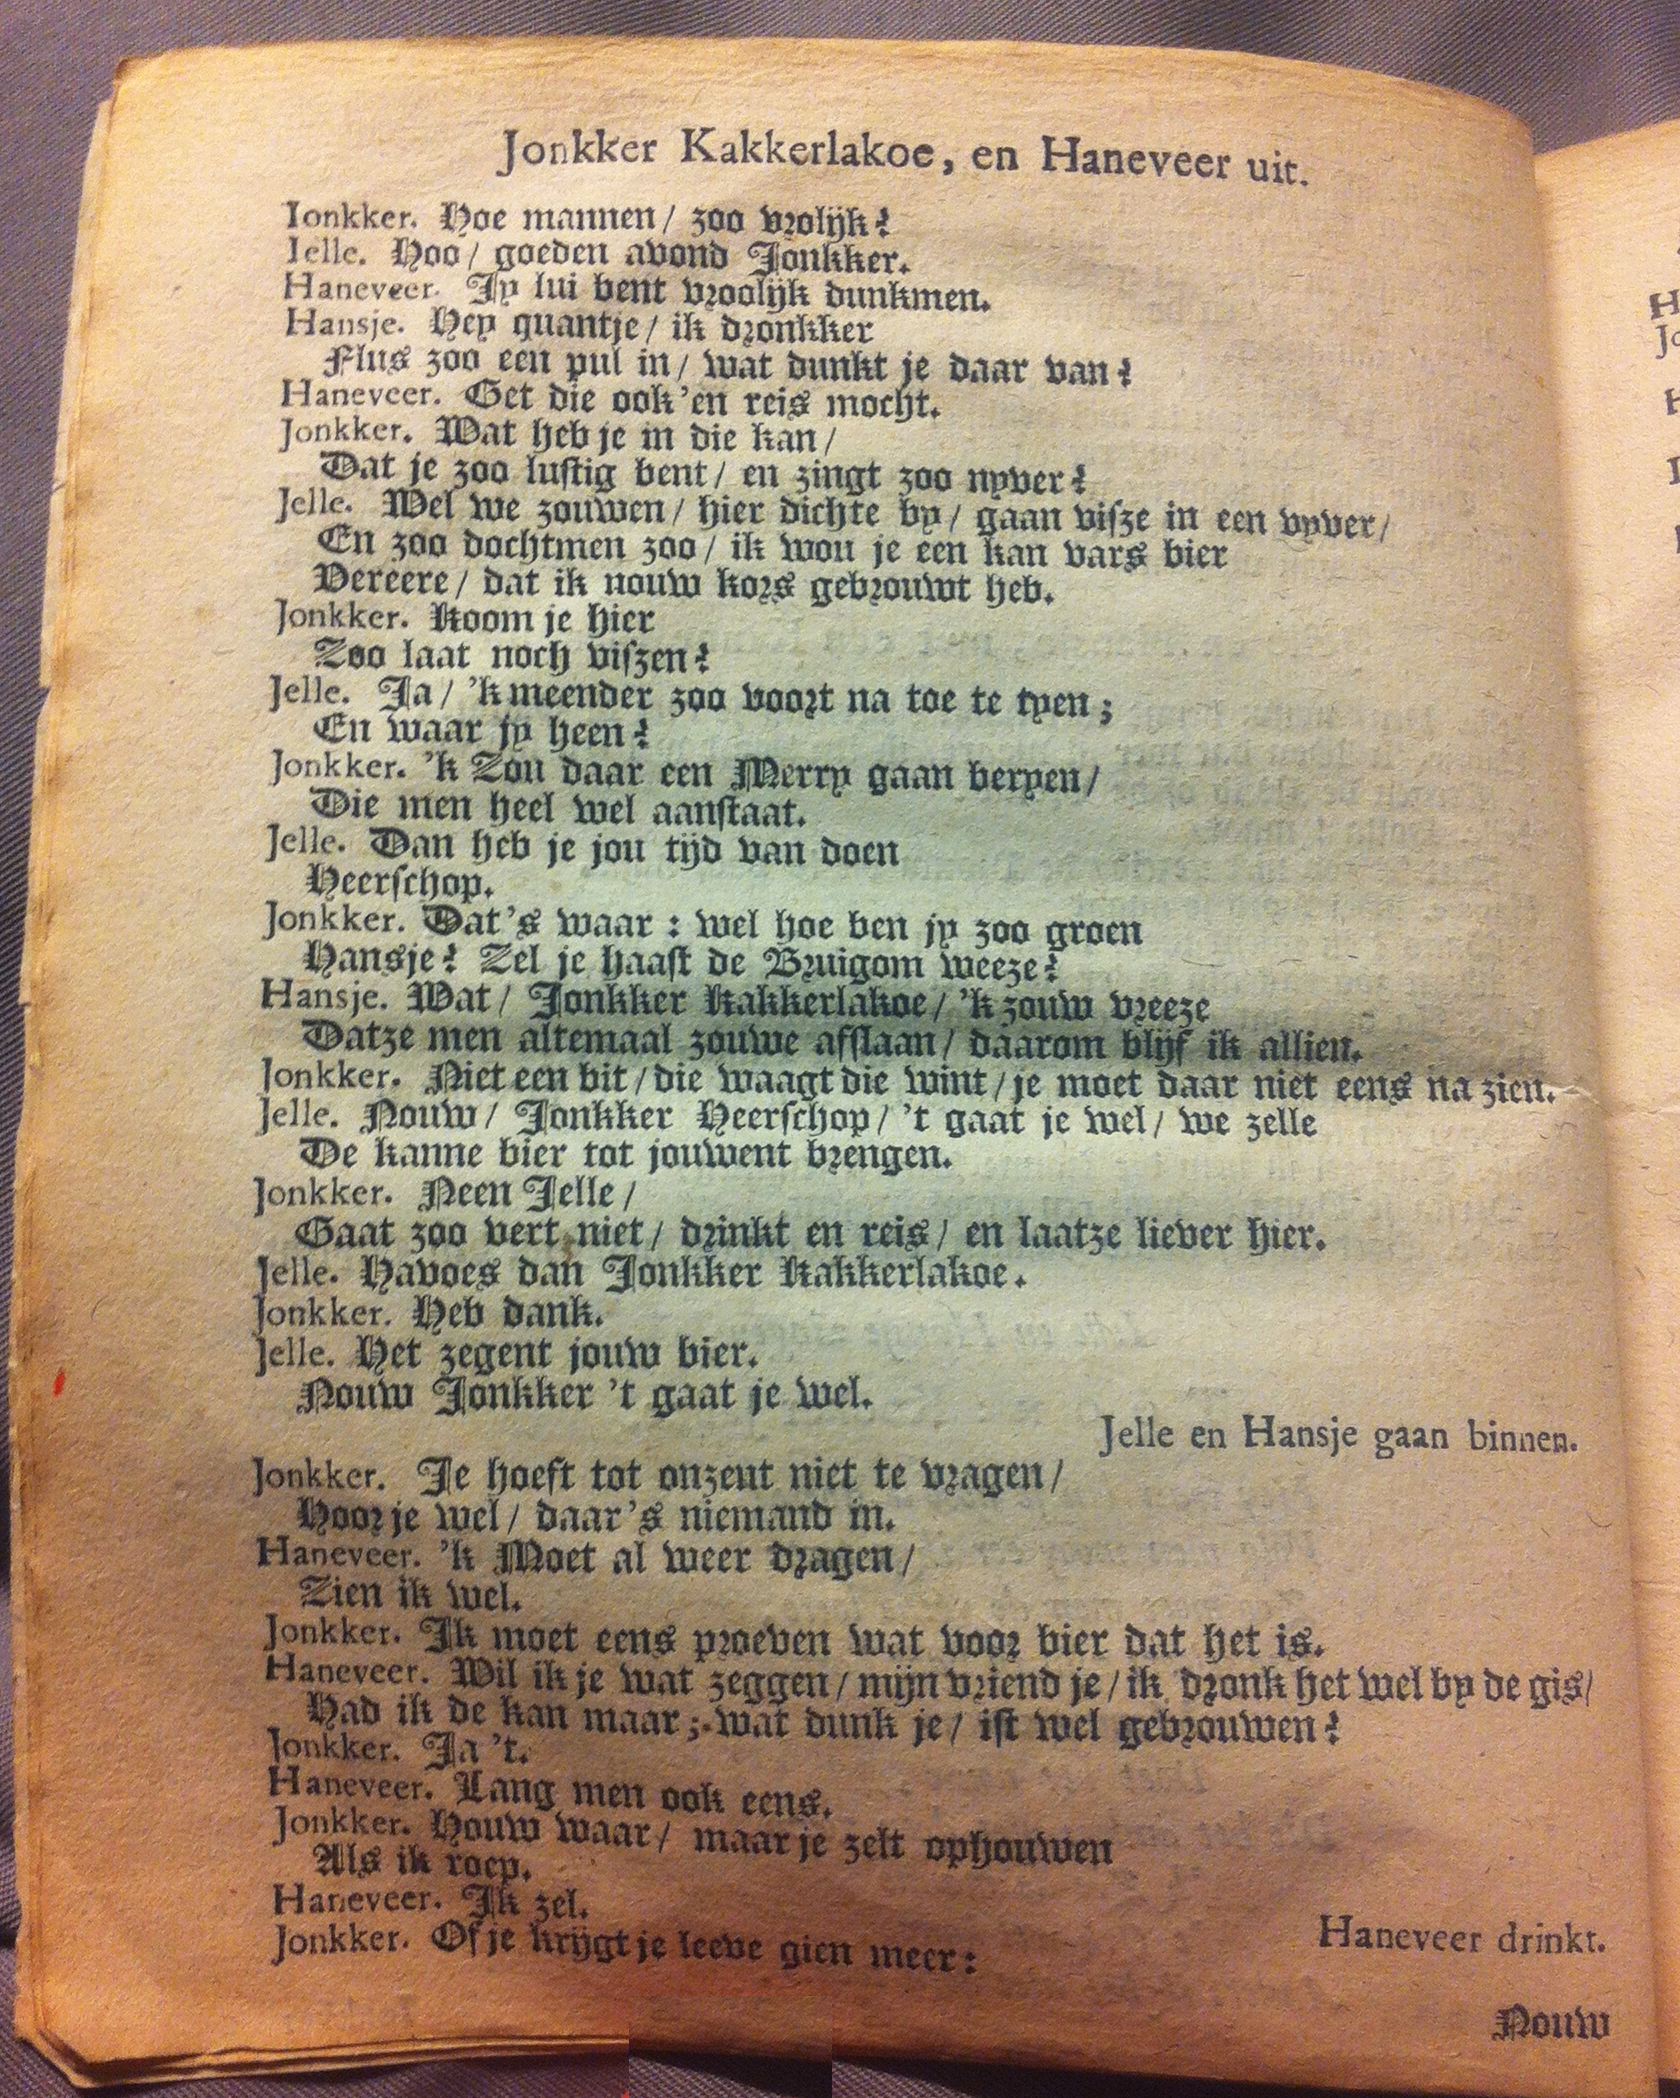 Jonkker Kakkerlakoe, en Haneveer uit.
Ionkker. Hoe mannen / zoo vrolijk?
Ielle. Hoo / goeden avond Jonkker.
Haneveer. Jy lui bent vroolijk dunkmen.
Hansje. Hey quantje / ik dronkker
Flus zoo een pul in / wat dunkt je daar van?
Haneveer. Get die ook 'en reis mocht.
Jonkker. Wat heb je in die kan /
Dat je zoo lustig bent / en zingt zoo nyver?
Jelle. Wel we zouwen / hier dichte by / gaan visze in een vyver /
En zoo dochtmen zoo / ik wou je een kan vars bier
Vereere / dat ik nouw kors gebrouwt heb.
Jonkker. Koom je hier
Zoo laat noch viszen?
Jelle. Ja / 'k meender zoo voort na toe te tyen;
En waar jy heen?
Jonkker. 'k Zou daar een Merry gaan beryen /
Die men heel wel aanstaat.
Jelle. Dan heb je jou tijd van doen
Heerschop.
Jonkker. Dat's waar: wel hoe ben jy zoo groen
Hansje? Zel je haast de Bruigom weeze?
Hansje. Wat / Jonkker Kakkerlakoe / 'k zouw vreeze
Datze men altemaal zouwe afslaan / daarom blijf ik allien.
Jonkker. Niet een bit / die waagt die wint / je moet daar niet eens na zien.
Jelle. Nouw / Jonkker Heerschop / 't gaat je wel / we zelle
De kanne bier tot jouwent brengen.
Jonkker. Neen Jelle /
Gaat zoo vert niet / drinkt en reis / en laatze liever hier.
Jelle. Havoes dan Jonkker Kakkerlakoe.
Jonkker. Heb dank.
Jelle. Het zegent jouw bier.
Nouw Jonkker 't gaat je wel.
Jelle en Hansje gaan binnen.
Jonkker. Je hoeft tot onzent niet te vragen /
Hoor je wel / daar's niemand in.
Haneveer. 'k Moet al weer dragen /
Zien ik wel.
Jonkker. Ik moet eens proeven wat voor bier dat het is.
Haneveer. Wil ik je wat zeggen / mijn vriend je / ik dronk het wel by de gis /
Had ik de kan maar; wat dunk je / ist wel gebrouwen?
Jonkker. Ja 't.
Haneveer. Lang men ook eens.
Jonkker. Houw waar / maar je zelt ophouwen
Als ik roep.
Haneveer. Ik zel.
Haneveer drinkt.
Jonkker. Of je krijgt je leeve gien meer:
Nouw